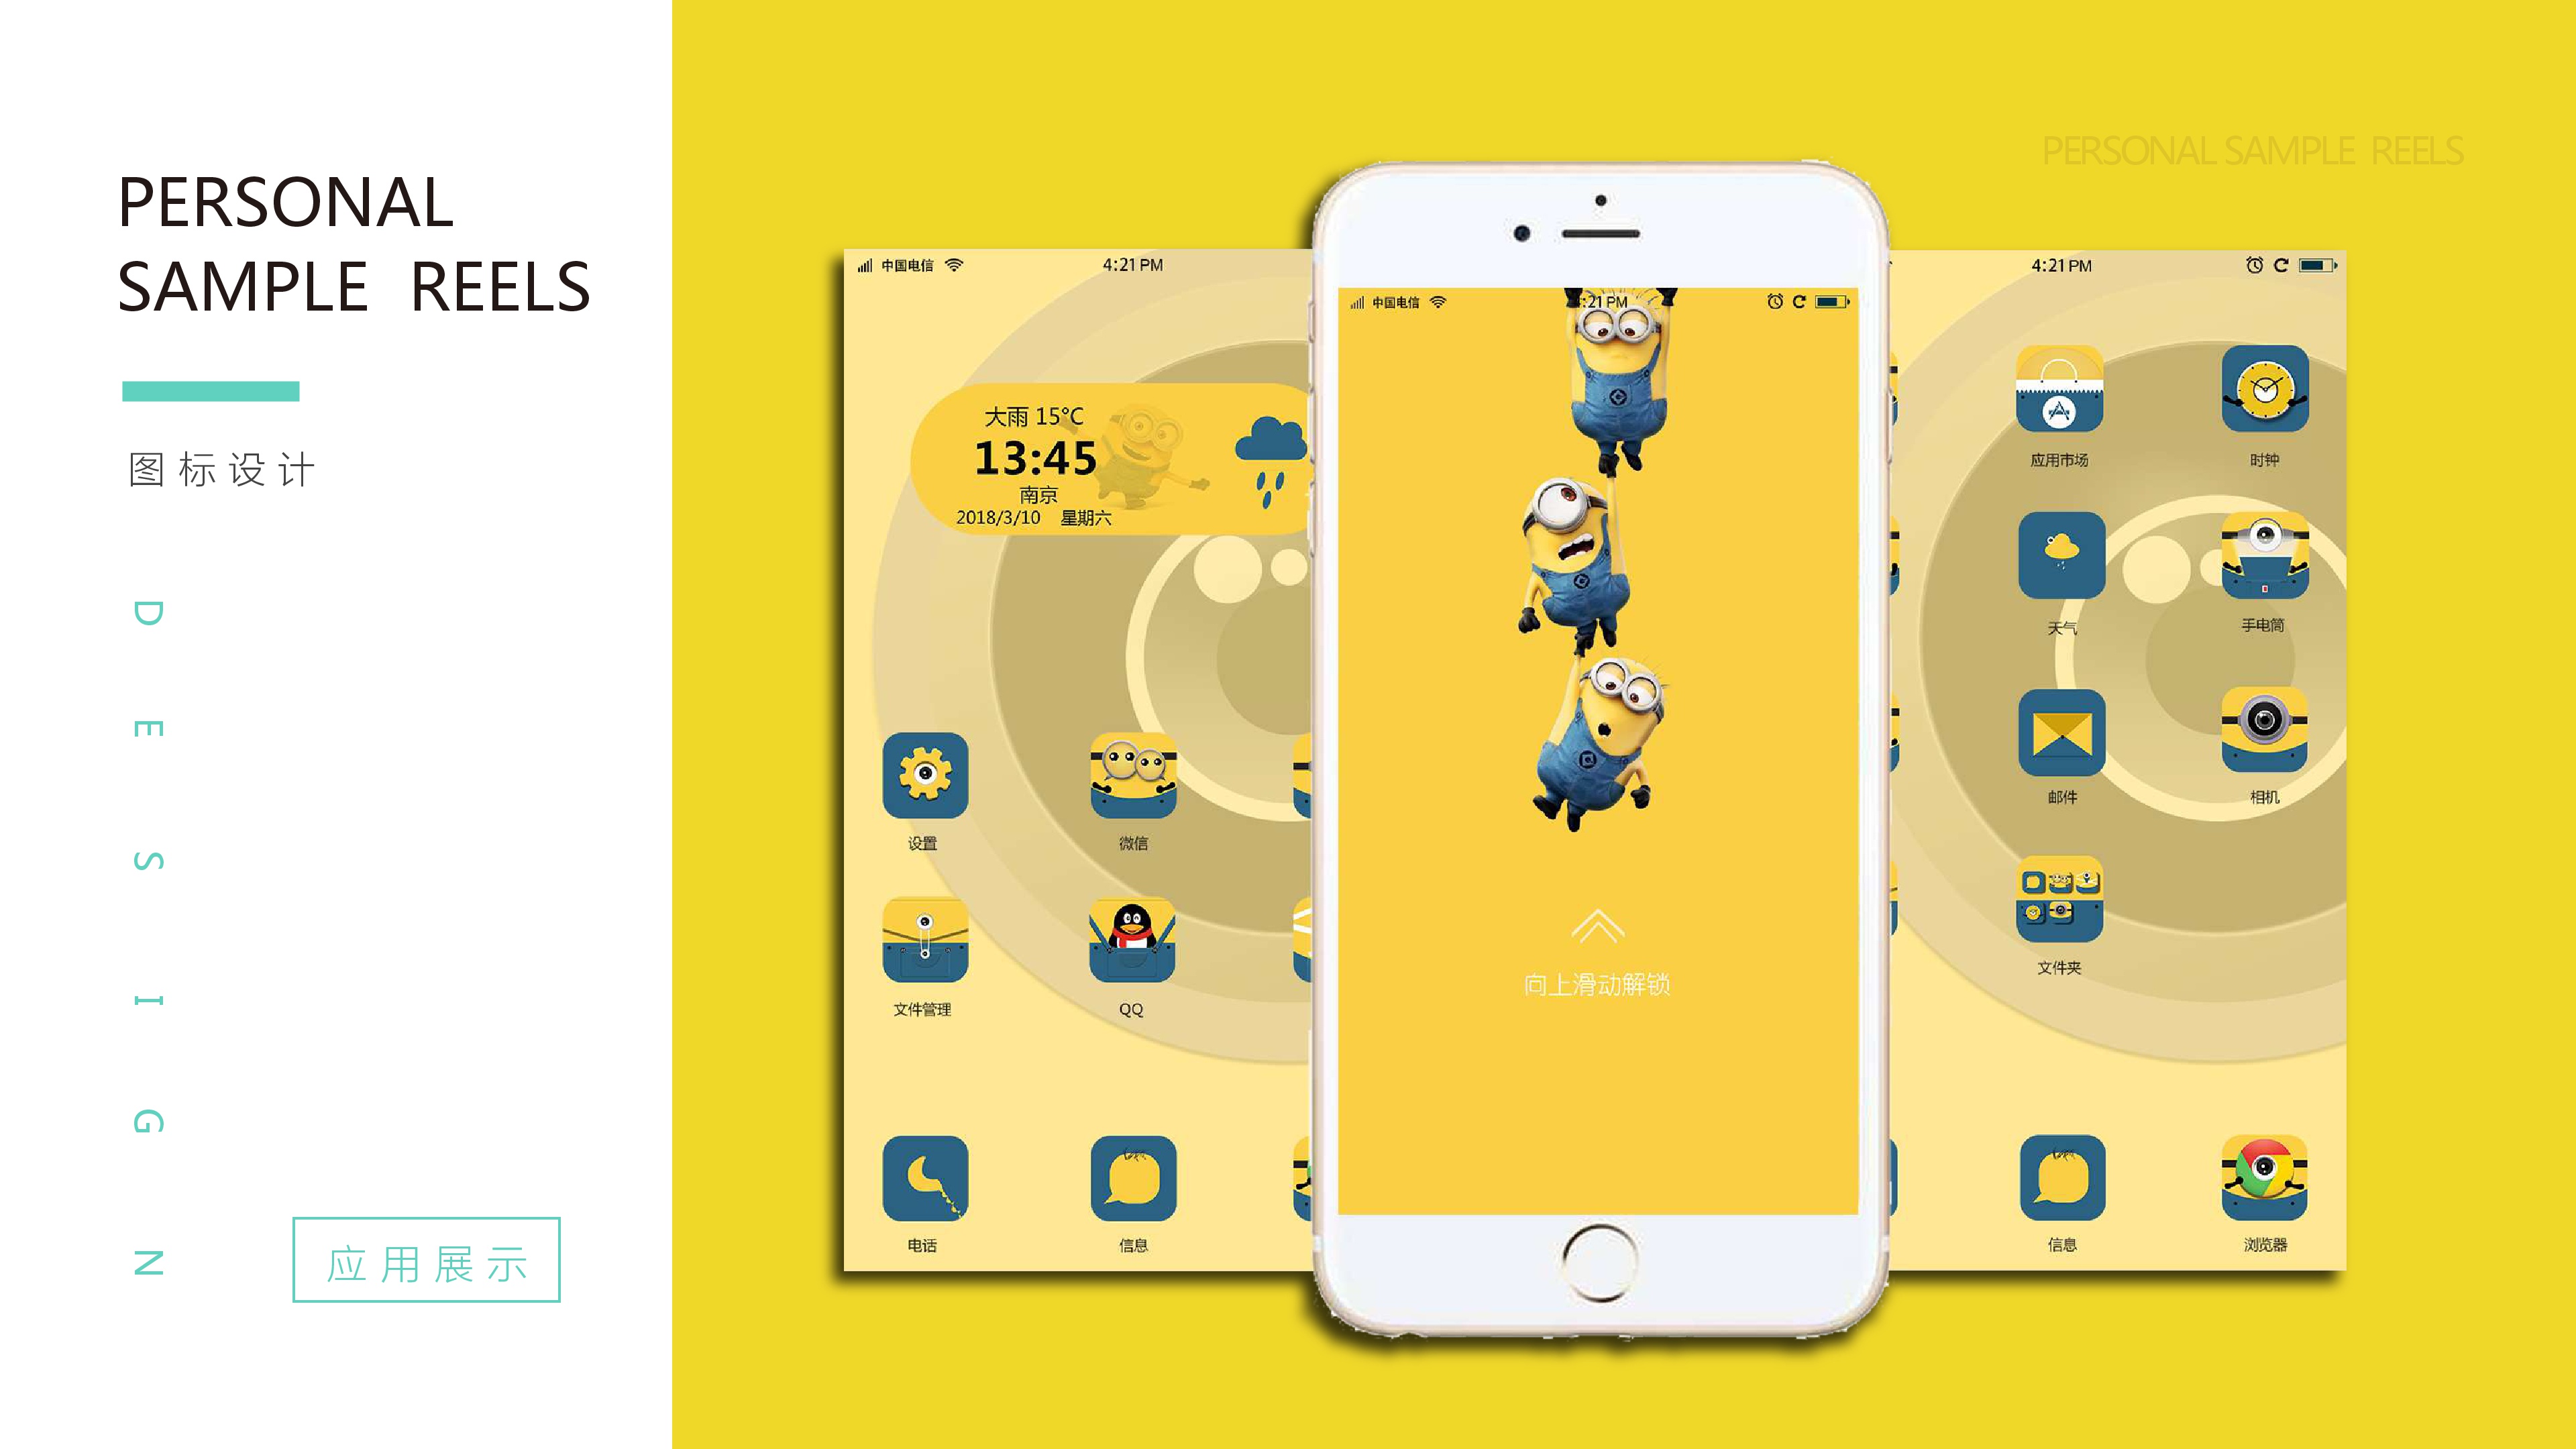 PERSONAL
SAMPLE REELS
图标设计
DESIGN
应用展示
PERSONAL SAMPLE REELS
中国电信 4:21 PM
大雨 15°C
13:45
南京
2018/3/10 星期六
设置 微信
文件管理 QQ
电话 信息
中国电信 4:21 PM
向上滑动解锁
4:21 PM
应用市场 时钟
天气 手电筒
邮件 相机
文件夹
信息 浏览器